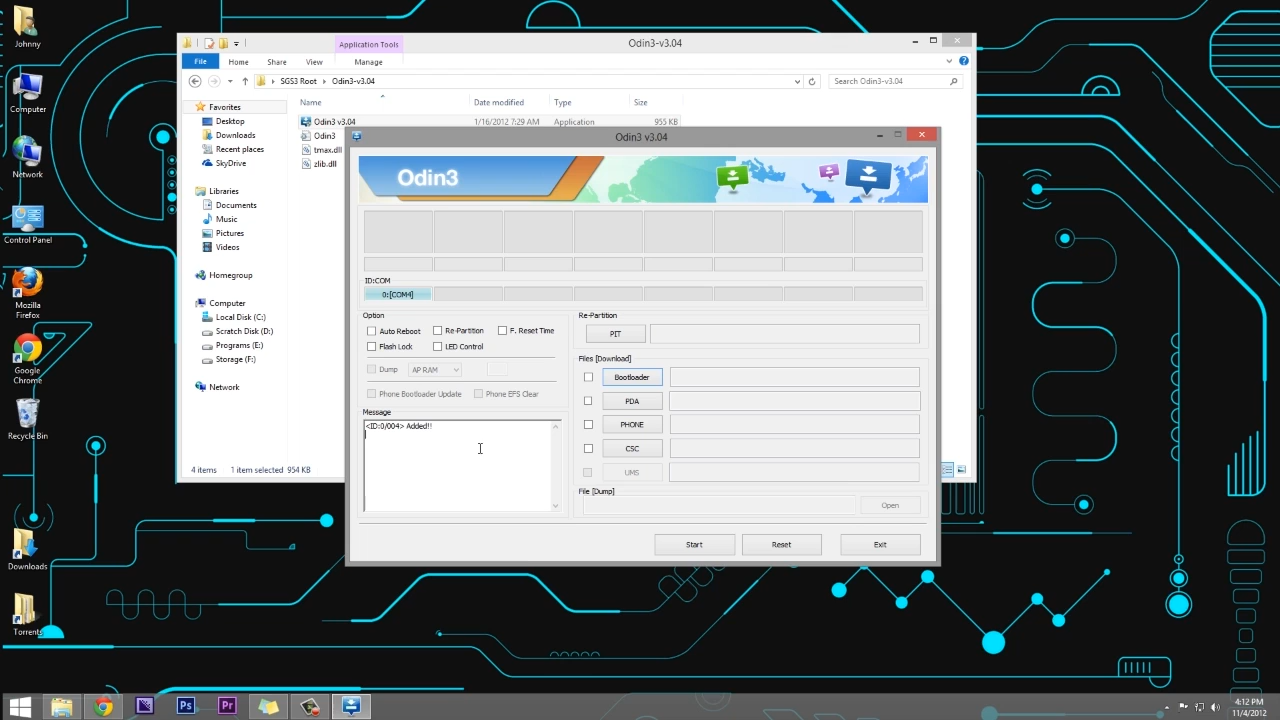 Johnny
Computer
Network
Control Panel
Mozilla
Firefox
Google
Chrome
Recycle Bin
Downloads
Torrents
Application Tools
Odin3-v3.04
File
Home
Share
View
Manage
SGS3 Root
Odin3-v3.04
Search Odin3-v3.04
Favorites
Desktop
Downloads
Recent places
SkyDrive
Libraries
Documents
Music
Pictures
Videos
Homegroup
Computer
Local Disk (C:)
Scratch Disk (D:)
Programs (E:)
Storage (F:)
Network
Name
Date modified
Type
Size
Odin3 v3.04
1/16/2012 7:29 AM
Application
955 KB
Odin3
tmax.dll
zlib.dll
4 items
1 item selected 954 KB
Odin3 v3.04
Odin3
ID:COM
0:[COM4]
Option
Auto Reboot
Re-Partition
F. Reset Time
Flash Lock
LED Control
Dump
AP RAM
Phone Bootloader Update
Phone EFS Clear
Message
<ID:0/004> Added!!
Re-Partition
PIT
Files [Download]
Bootloader
PDA
PHONE
CSC
UMS
File [Dump]
Open
Start
Reset
Exit
Ps
Pr
4:12 PM
11/4/2012